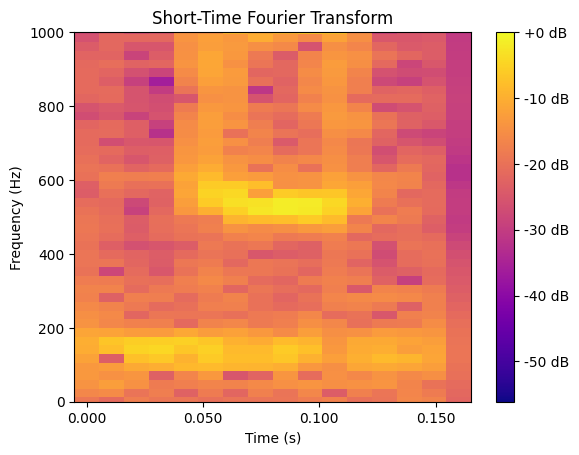 Short-Time Fourier Transform
1000
800
600
400
200
0
Frequency (Hz)
0.000
0.050
0.100
0.150
Time (s)
+0 dB
-10 dB
-20 dB
-30 dB
-40 dB
-50 dB